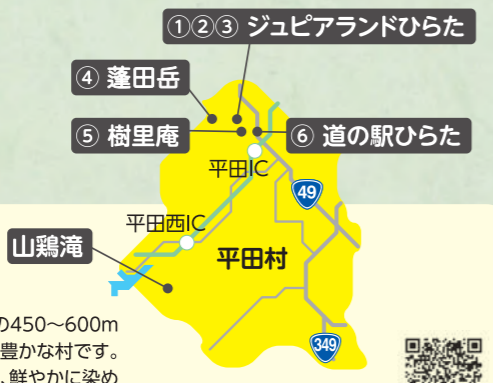 ①②③ ジュピアランドひらた
④ 蓬田岳
⑤ 樹里庵
⑥ 道の駅ひらた
平田IC
49
平田西IC
山鶏滝
平田村
349
の450〜600m
豊かな村です。
、鮮やかに染め